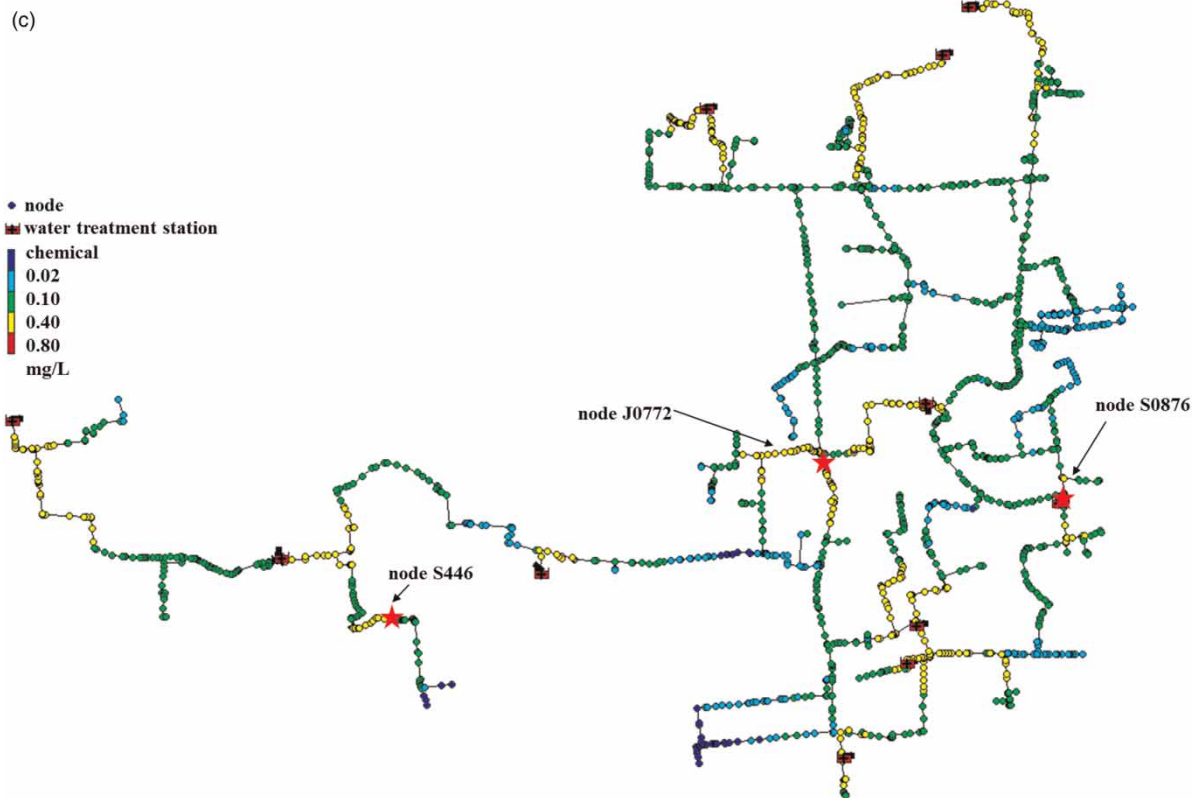 (c)
node
water treatment station
chemical
0.02
0.10
0.40
0.80
mg/L
node J0772
node S0876
node S446